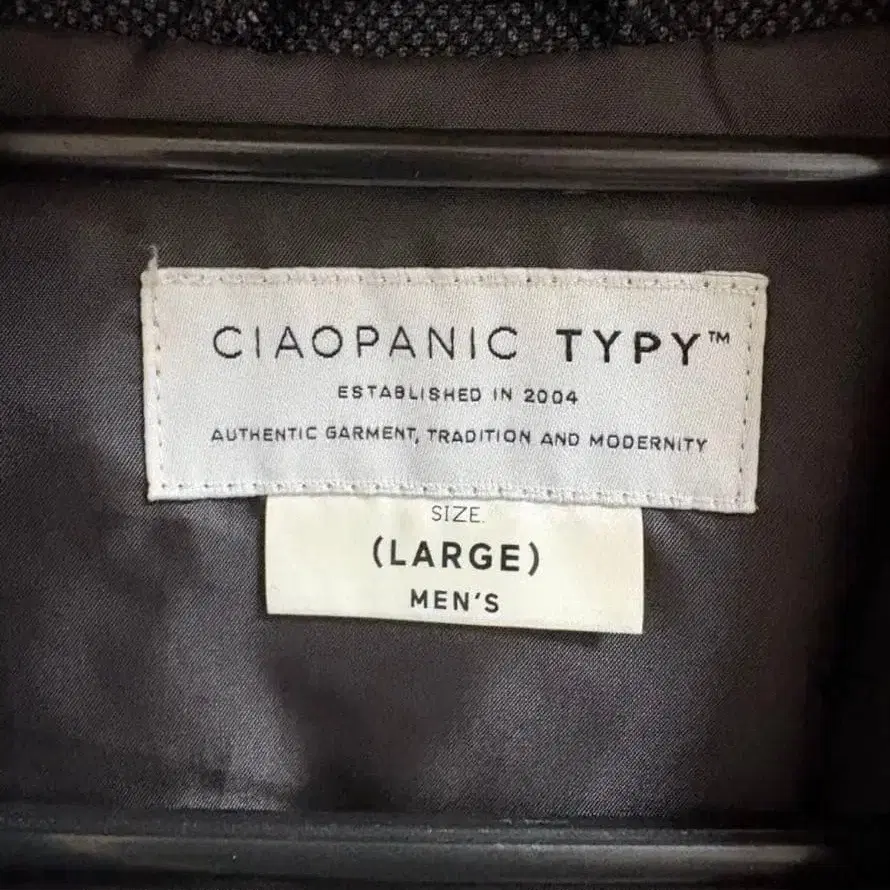 CIAOPANIC TYPY™
ESTABLISHED IN 2004
AUTHENTIC GARMENT, TRADITION AND MODERNITY
SIZE.
(LARGE)
MEN'S